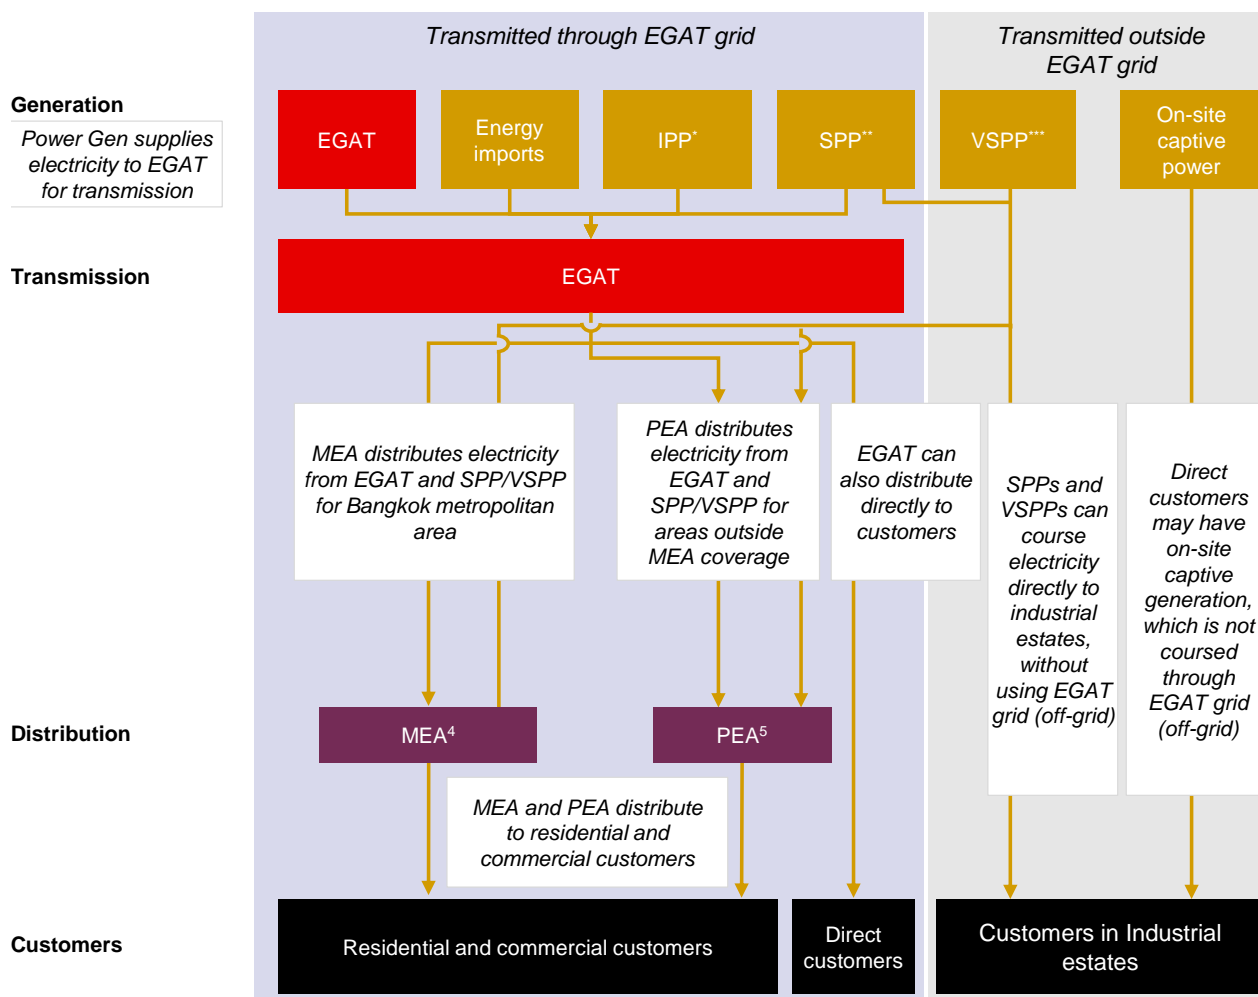 Transmitted through EGAT grid
Transmitted outside
EGAT grid
Generation
Power Gen supplies
electricity to EGAT
for transmission
EGAT
Energy
imports
IPP*
SPP**
VSPP***
On-site
captive
power
Transmission
EGAT
MEA distributes electricity
from EGAT and SPP/VSPP
for Bangkok metropolitan
area
PEA distributes
electricity from
EGAT and
SPP/VSPP for
areas outside
MEA coverage
EGAT can
also distribute
directly to
customers
SPPs and
VSPPs can
course
electricity
directly to
industrial
estates,
without
using EGAT
grid (off-grid)
Direct
customers
may have
on-site
captive
generation,
which is not
coursed
through
EGAT grid
(off-grid)
Distribution
MEA⁴
PEA⁵
MEA and PEA distribute
to residential and
commercial customers
Customers
Residential and commercial customers
Direct
customers
Customers in Industrial
estates